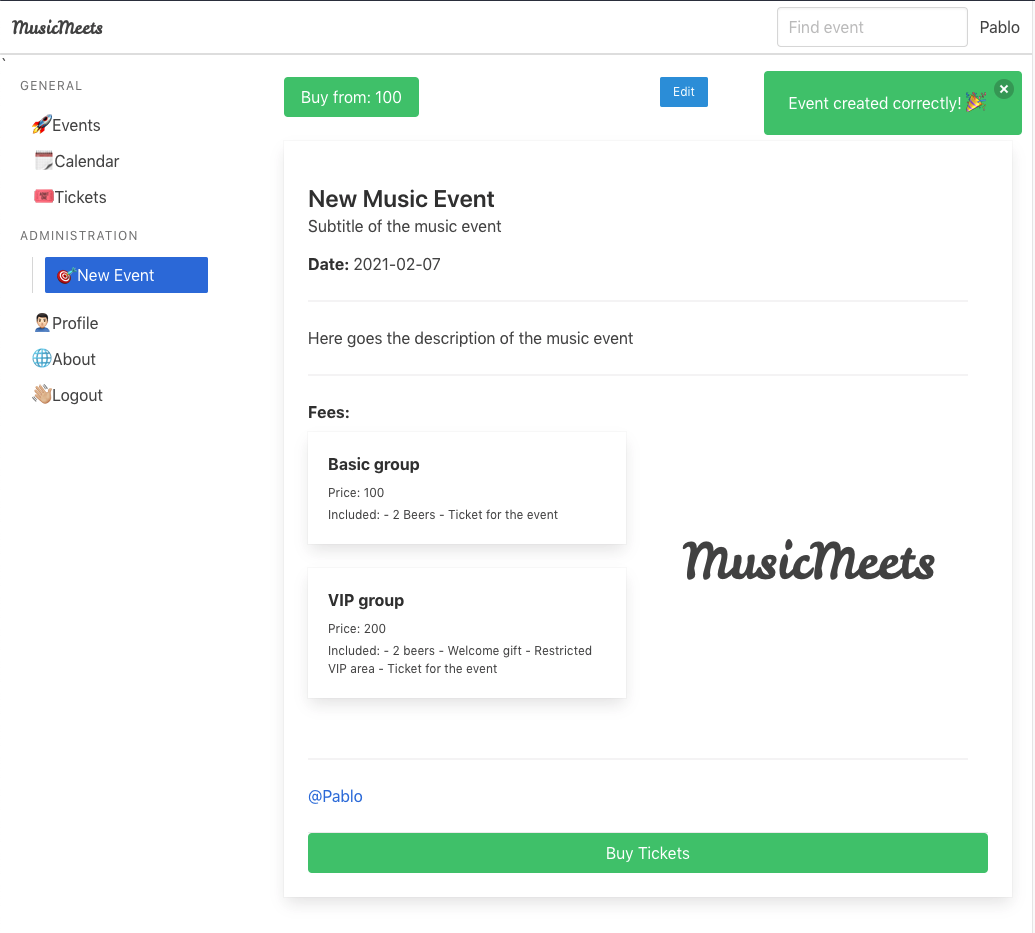 MusicMeets
Find event
Pablo
`
GENERAL
Events
Calendar
Tickets
ADMINISTRATION
New Event
Profile
About
Logout
Buy from: 100
Edit
Event created correctly!
New Music Event
Subtitle of the music event
Date: 2021-02-07
Here goes the description of the music event
Fees:
Basic group
Price: 100
Included: - 2 Beers - Ticket for the event
VIP group
Price: 200
Included: - 2 beers - Welcome gift - Restricted
VIP area - Ticket for the event
MusicMeets
@Pablo
Buy Tickets